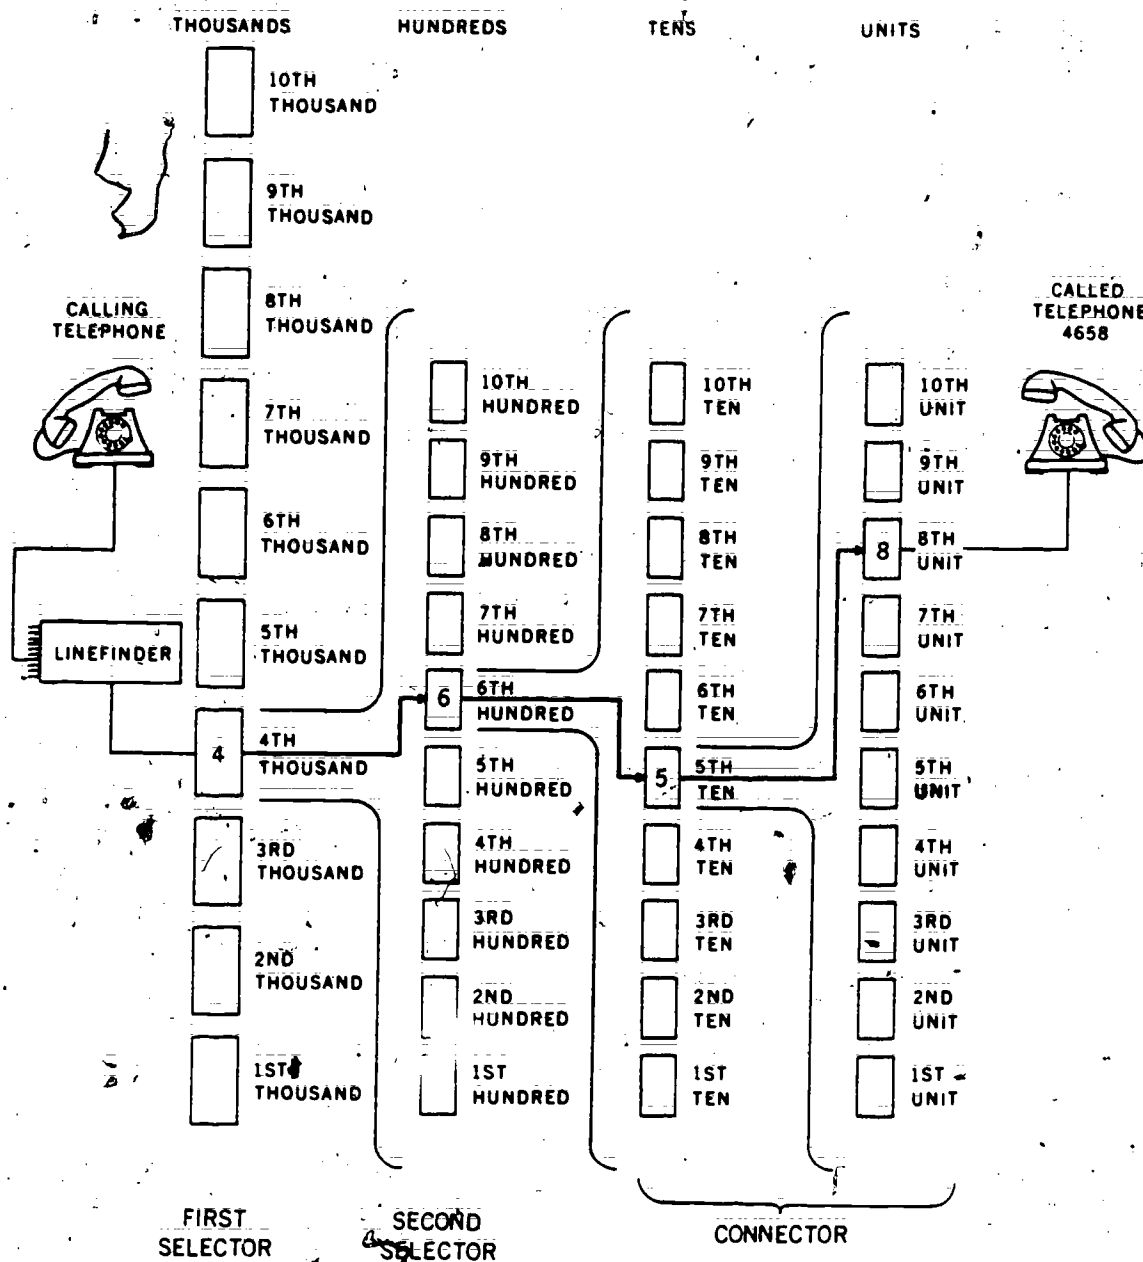 THOUSANDS
HUNDREDS
TENS
UNITS
10TH
THOUSAND
9TH
THOUSAND
8TH
THOUSAND
7TH
THOUSAND
6TH
THOUSAND
5TH
THOUSAND
4
4TH
THOUSAND
3RD
THOUSAND
2ND
THOUSAND
1ST
THOUSAND
CALLING
TELEPHONE
LINEFINDER
10TH
HUNDRED
9TH
HUNDRED
8TH
HUNDRED
7TH
HUNDRED
6
6TH
HUNDRED
5TH
HUNDRED
4TH
HUNDRED
3RD
HUNDRED
2ND
HUNDRED
1ST
HUNDRED
10TH
TEN
9TH
TEN
8TH
TEN
7TH
TEN
6TH
TEN
5
5TH
TEN
4TH
TEN
3RD
TEN
2ND
TEN
1ST
TEN
10TH
UNIT
9TH
UNIT
8
8TH
UNIT
7TH
UNIT
6TH
UNIT
5TH
UNIT
4TH
UNIT
3RD
UNIT
2ND
UNIT
1ST
UNIT
CALLED
TELEPHONE
4658
FIRST
SELECTOR
SECOND
SELECTOR
CONNECTOR